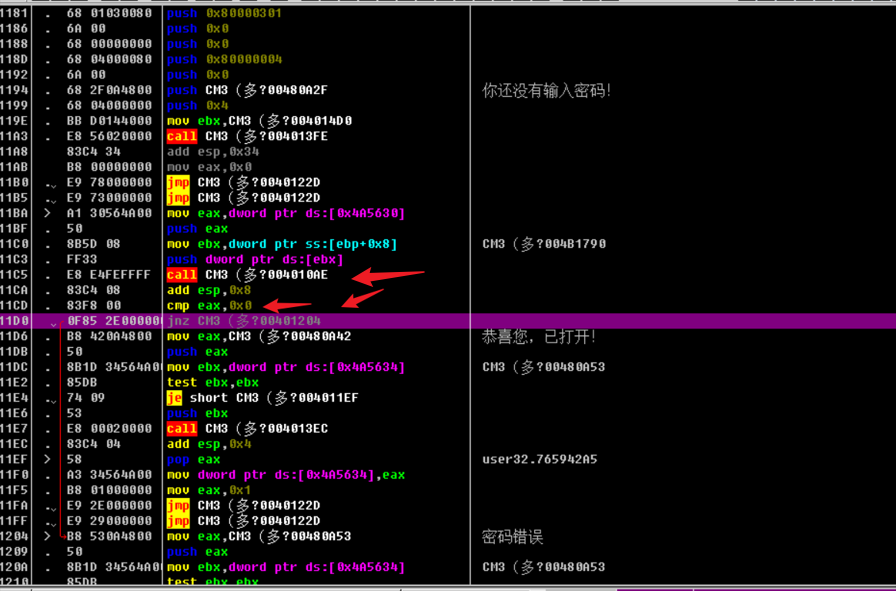 1181 . 68 01030080 push 0x80000301
1186 . 6A 00 push 0x0
1188 . 68 00000000 push 0x0
118D . 68 04000080 push 0x80000004
1192 . 6A 00 push 0x0
1194 . 68 2F0A4800 push CM3 (多?00480A2F 你还没有输入密码!
1199 . 68 04000000 push 0x4
119E . BB D0144000 mov ebx,CM3 (多?004014D0
11A3 . E8 56020000 call CM3 (多?004013FE
11A8 . 83C4 34 add esp,0x34
11AB . B8 00000000 mov eax,0x0
11B0 . E9 78000000 jmp CM3 (多?0040122D
11B5 . E9 73000000 jmp CM3 (多?0040122D
11BA > A1 30564A00 mov eax,dword ptr ds:[0x4A5630]
11BF . 50 push eax
11C0 . 8B5D 08 mov ebx,dword ptr ss:[ebp+0x8] CM3 (多?004B1790
11C3 . FF33 push dword ptr ds:[ebx]
11C5 . E8 E4FEFFFF call CM3 (多?004010AE
11CA . 83C4 08 add esp,0x8
11CD . 83F8 00 cmp eax,0x0
11D0 . 0F85 2E00000 jnz CM3 (多?00401204
11D6 . B8 420A4800 mov eax,CM3 (多?00480A42 恭喜您，已打开!
11DB . 50 push eax
11DC . 8B1D 34564A0 mov ebx,dword ptr ds:[0x4A5634] CM3 (多?00480A53
11E2 . 85DB test ebx,ebx
11E4 . 74 09 je short CM3 (多?004011EF
11E6 . 53 push ebx
11E7 . E8 00020000 call CM3 (多?004013EC
11EC . 83C4 04 add esp,0x4
11EF > 58 pop eax user32.765942A5
11F0 . A3 34564A00 mov dword ptr ds:[0x4A5634],eax
11F5 . B8 01000000 mov eax,0x1
11FA . E9 2E000000 jmp CM3 (多?0040122D
11FF . E9 29000000 jmp CM3 (多?0040122D
1204 > B8 530A4800 mov eax,CM3 (多?00480A53 密码错误
1209 . 50 push eax
120A . 8B1D 34564A0 mov ebx,dword ptr ds:[0x4A5634] CM3 (多?00480A53
1210 . 85DB test ebx,ebx